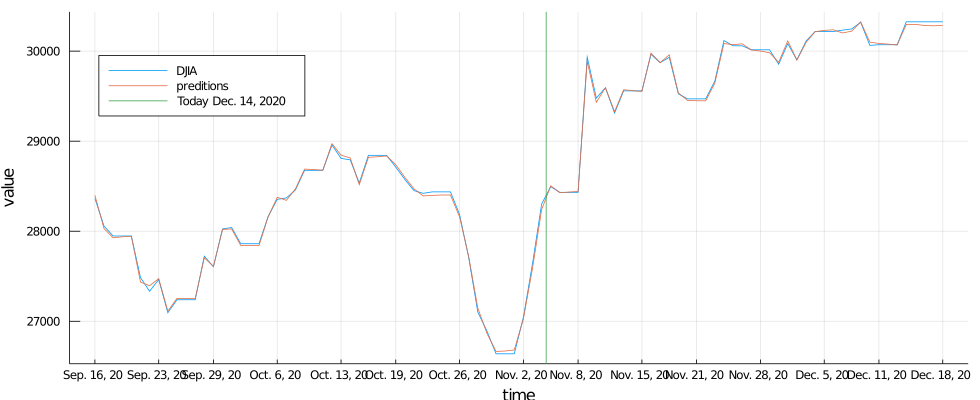 30000
29000
28000
27000
value
DJIA
preditions
Today Dec. 14, 2020
Sep. 16, 20 Sep. 23, 20 Sep. 29, 20 Oct. 6, 20 Oct. 13, 20 Oct. 19, 20 Oct. 26, 20 Nov. 2, 20 Nov. 8, 20 Nov. 15, 20 Nov. 21, 20 Nov. 28, 20 Dec. 5, 20 Dec. 11, 20 Dec. 18, 20
time